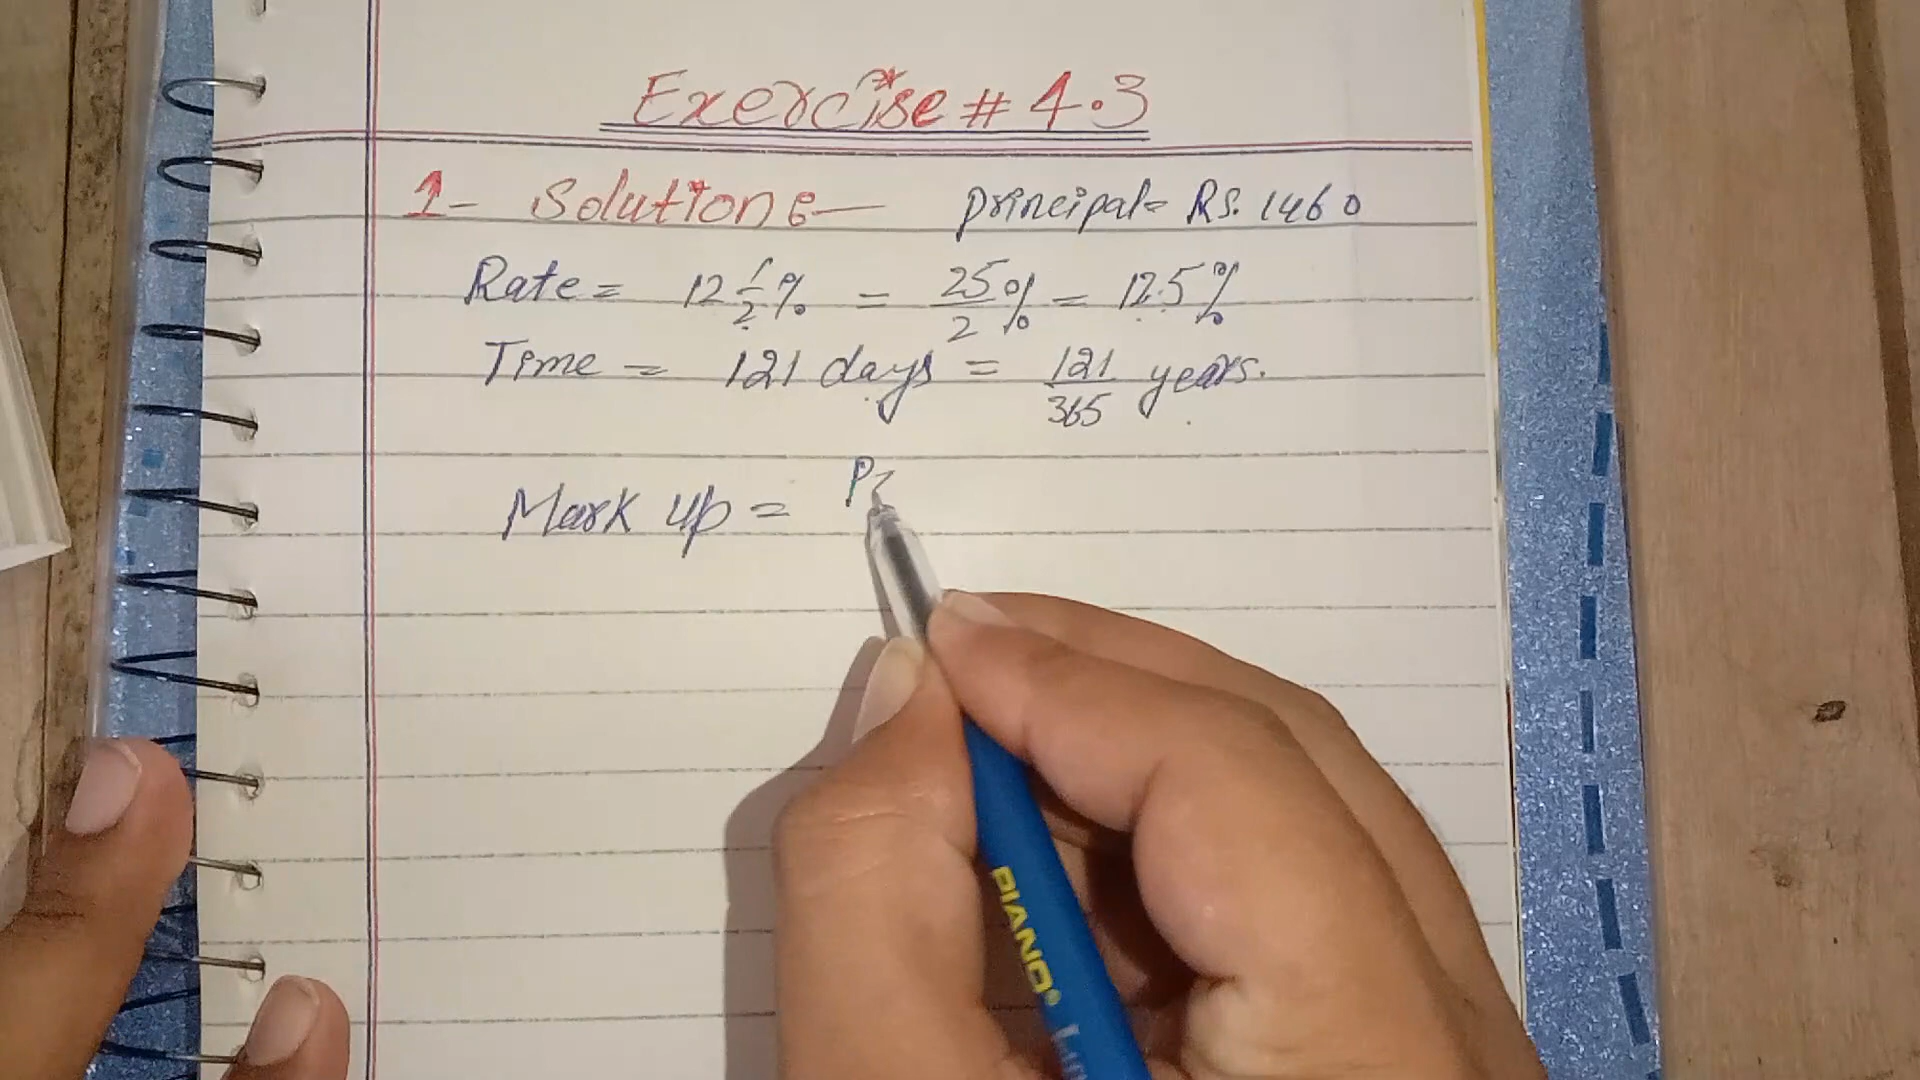 Exercise # 4.3
1- Solution:- principal= Rs. 1460
Rate = 12 1/2 % = 25/2 % = 12.5%
Time = 121 days = 121/365 years.
Mark up = Pr
PIANO®